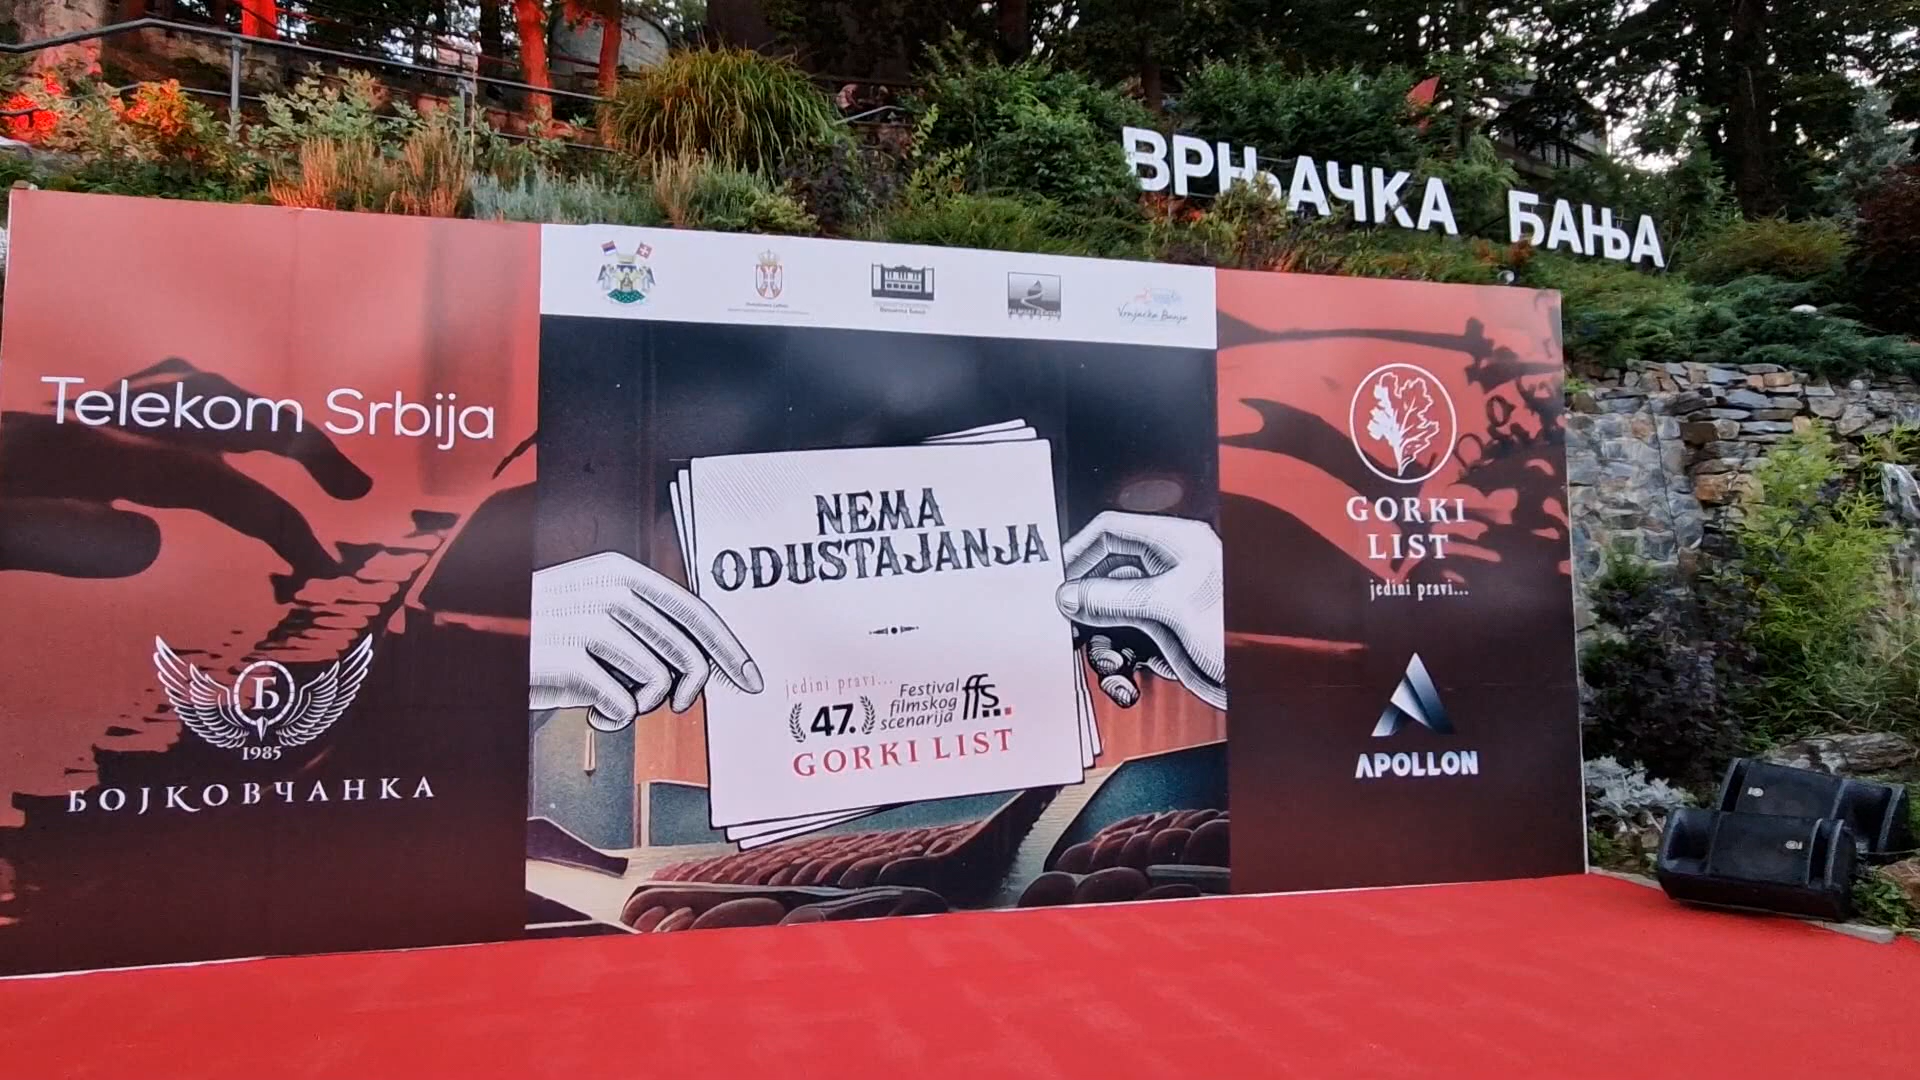 ВРЊАЧКА БАЊА
Vrnjačka Banja
Telekom Srbija
Б
1985
БОЈКОВЧАНКА
NEMA
ODUSTAJANJA
jedini pravi...
47.
Festival
filmskog
scenarija
ffs...
GORKI LIST
GORKI
LIST
jedini pravi...
APOLLON